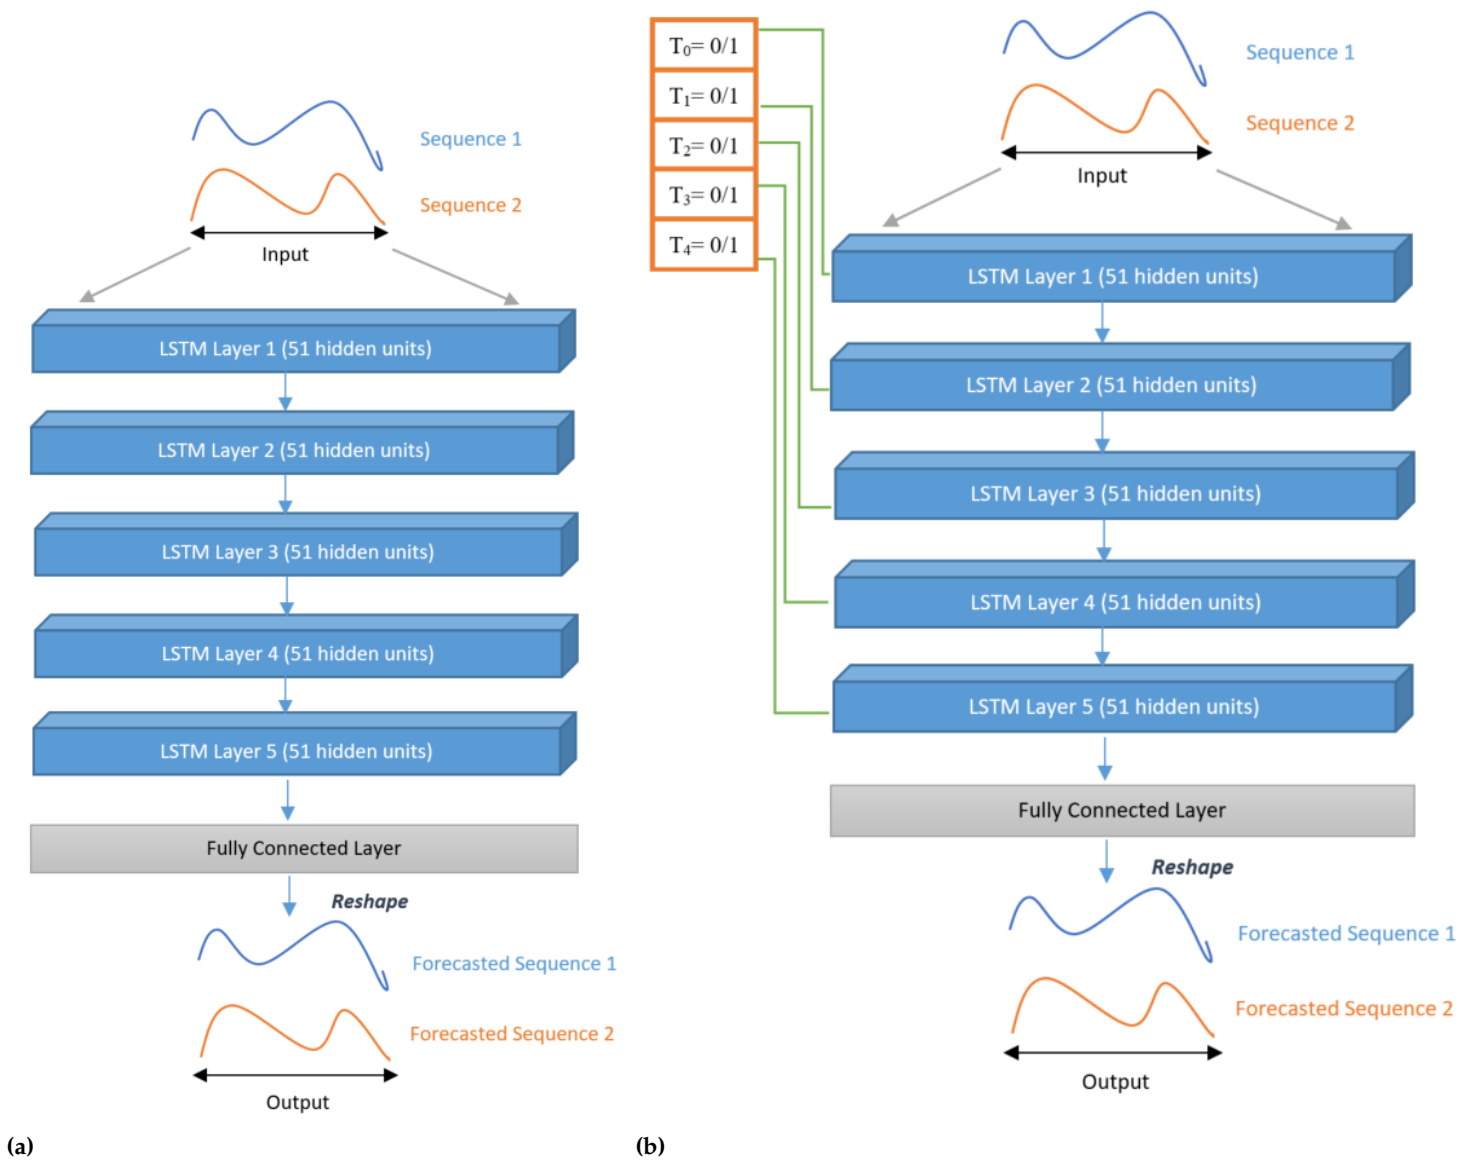 Sequence 1
Sequence 2
Input
LSTM Layer 1 (51 hidden units)
LSTM Layer 2 (51 hidden units)
LSTM Layer 3 (51 hidden units)
LSTM Layer 4 (51 hidden units)
LSTM Layer 5 (51 hidden units)
Fully Connected Layer
Reshape
Forecasted Sequence 1
Forecasted Sequence 2
Output
(a)
T₀= 0/1
T₁= 0/1
T₂= 0/1
T₃= 0/1
T₄= 0/1
Sequence 1
Sequence 2
Input
LSTM Layer 1 (51 hidden units)
LSTM Layer 2 (51 hidden units)
LSTM Layer 3 (51 hidden units)
LSTM Layer 4 (51 hidden units)
LSTM Layer 5 (51 hidden units)
Fully Connected Layer
Reshape
Forecasted Sequence 1
Forecasted Sequence 2
Output
(b)